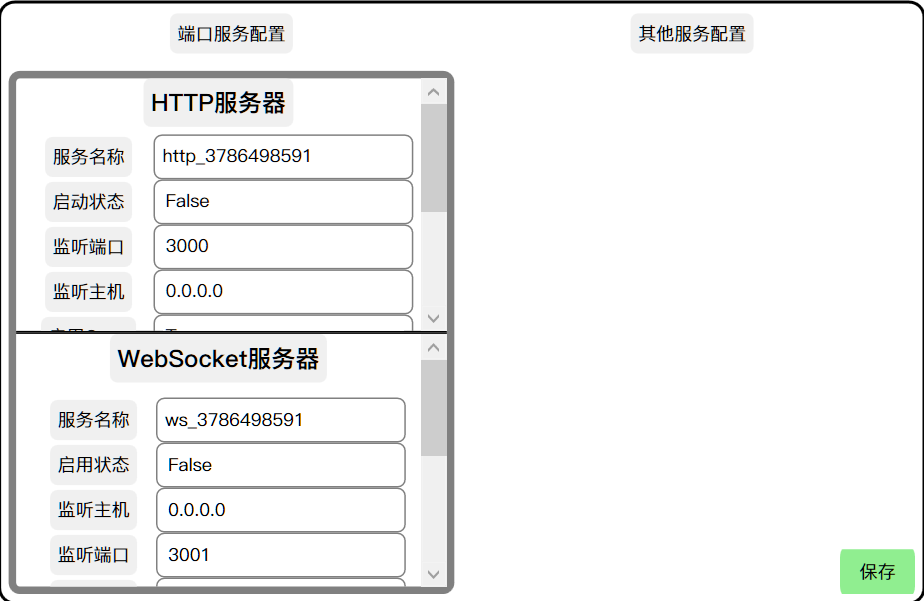 端口服务配置
其他服务配置
HTTP服务器
服务名称 http_3786498591
启动状态 False
监听端口 3000
监听主机 0.0.0.0
WebSocket服务器
服务名称 ws_3786498591
启用状态 False
监听主机 0.0.0.0
监听端口 3001
保存